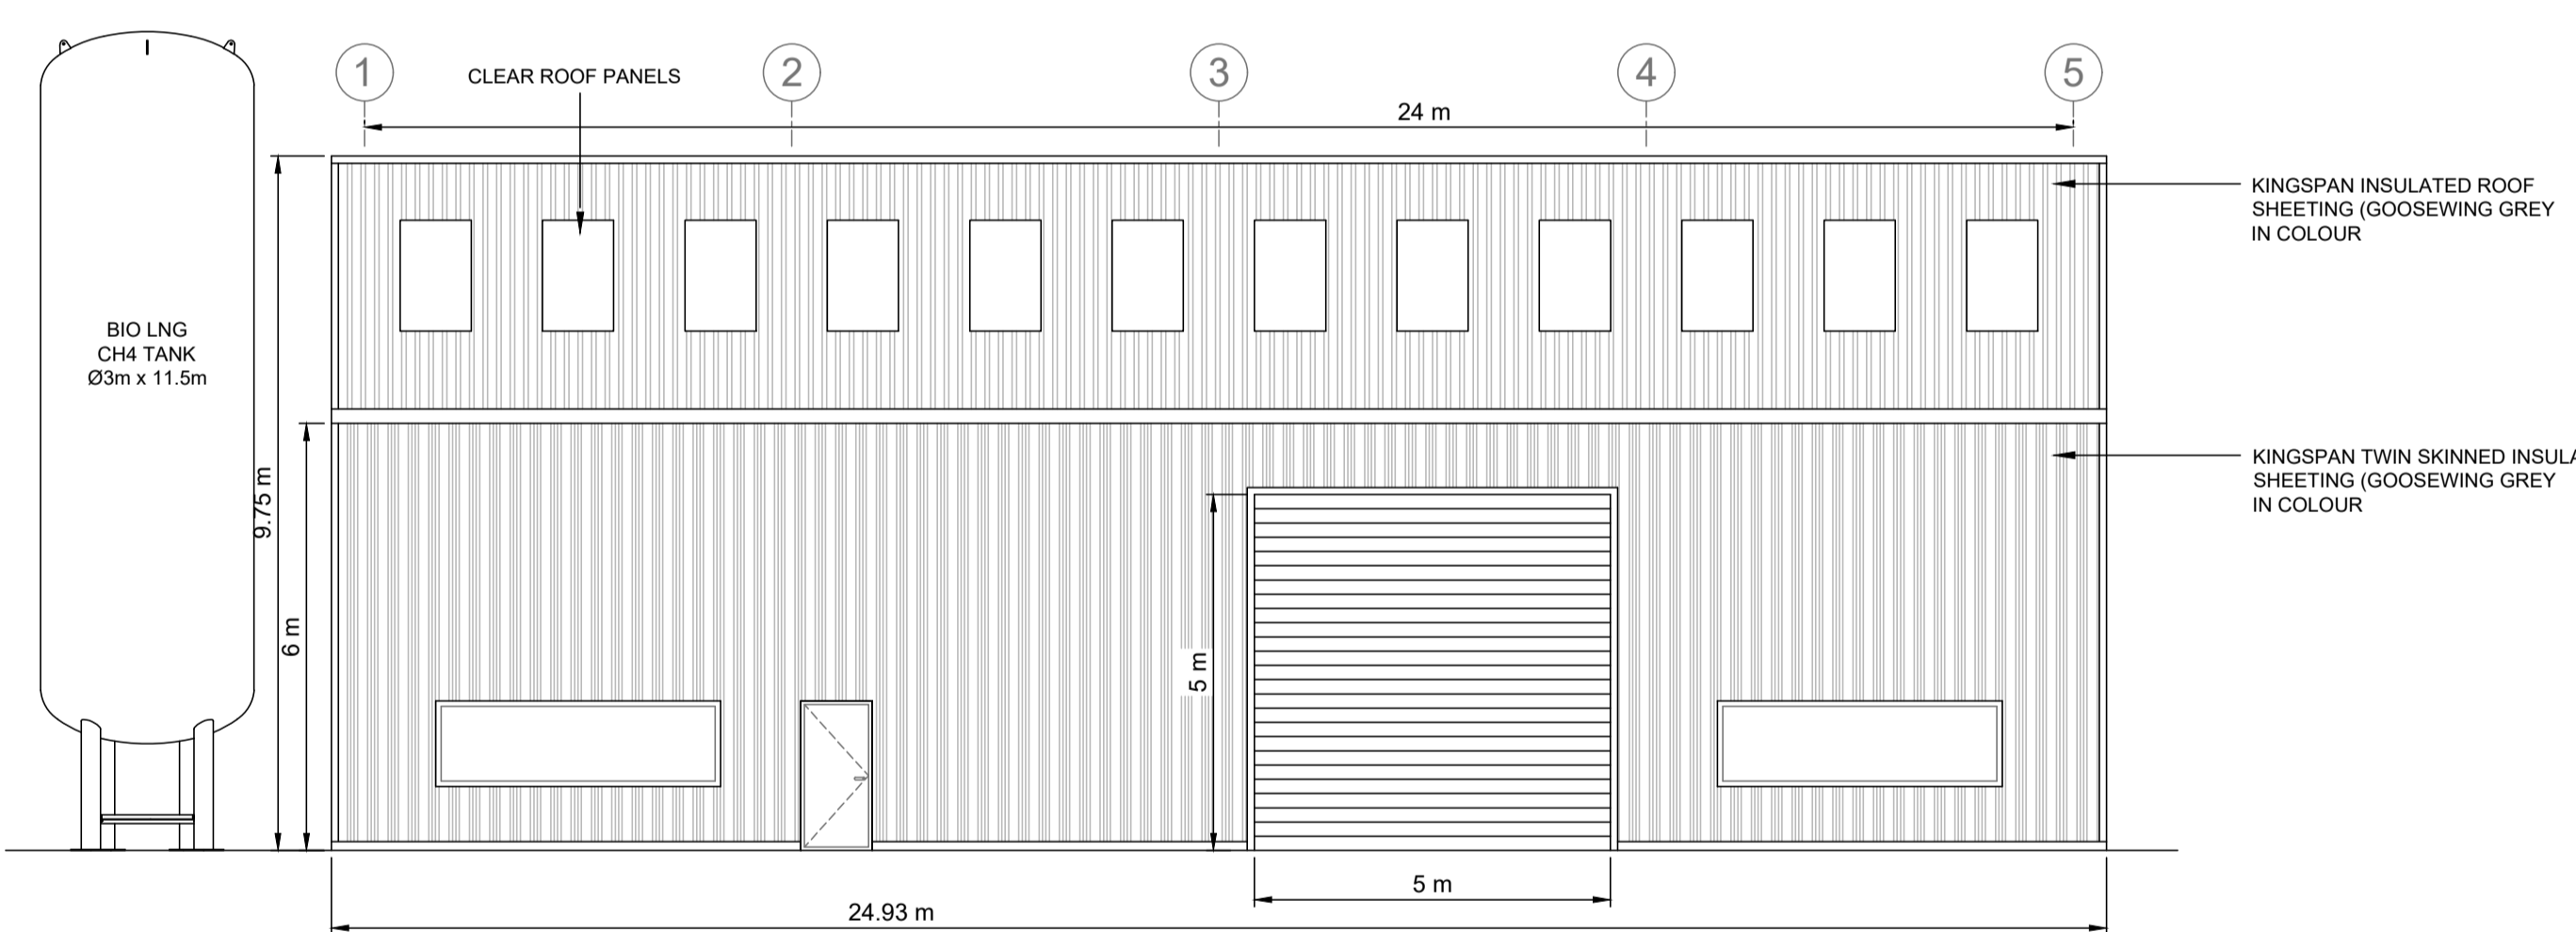 1
2
3
4
5
CLEAR ROOF PANELS
24 m
KINGSPAN INSULATED ROOF
SHEETING (GOOSEWING GREY
IN COLOUR
BIO LNG
CH4 TANK
Ø3m x 11.5m
9.75 m
6 m
KINGSPAN TWIN SKINNED INSULA
SHEETING (GOOSEWING GREY
IN COLOUR
5 m
5 m
24.93 m